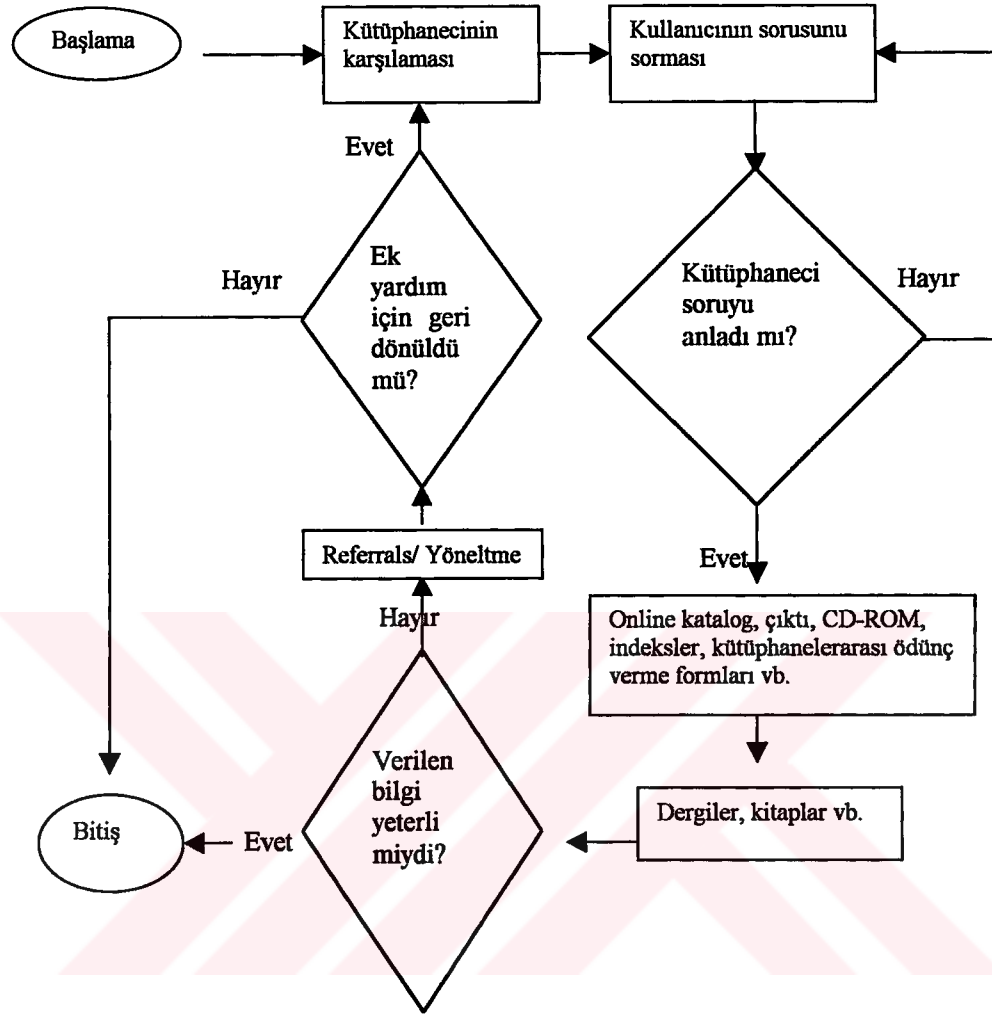 Başlama
Kütüphanecinin
karşılaması
Kullanıcının sorusunu
sorması
Evet
Ek
yardım
için geri
dönüldü
mü?
Hayır
Kütüphaneci
soruyu
anladı mı?
Hayır
Referrals/ Yöneltme
Evet
Hayır
Online katalog, çıktı, CD-ROM,
indeksler, kütüphanelerarası ödünç
verme formları vb.
Verilen
bilgi
yeterli
miydi?
Dergiler, kitaplar vb.
Bitiş
Evet